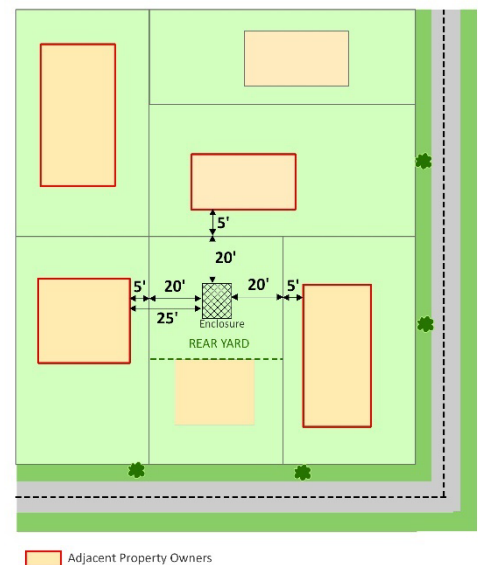 5'
20'
5' 20' 20' 5'
25'
Enclosure
REAR YARD
Adjacent Property Owners